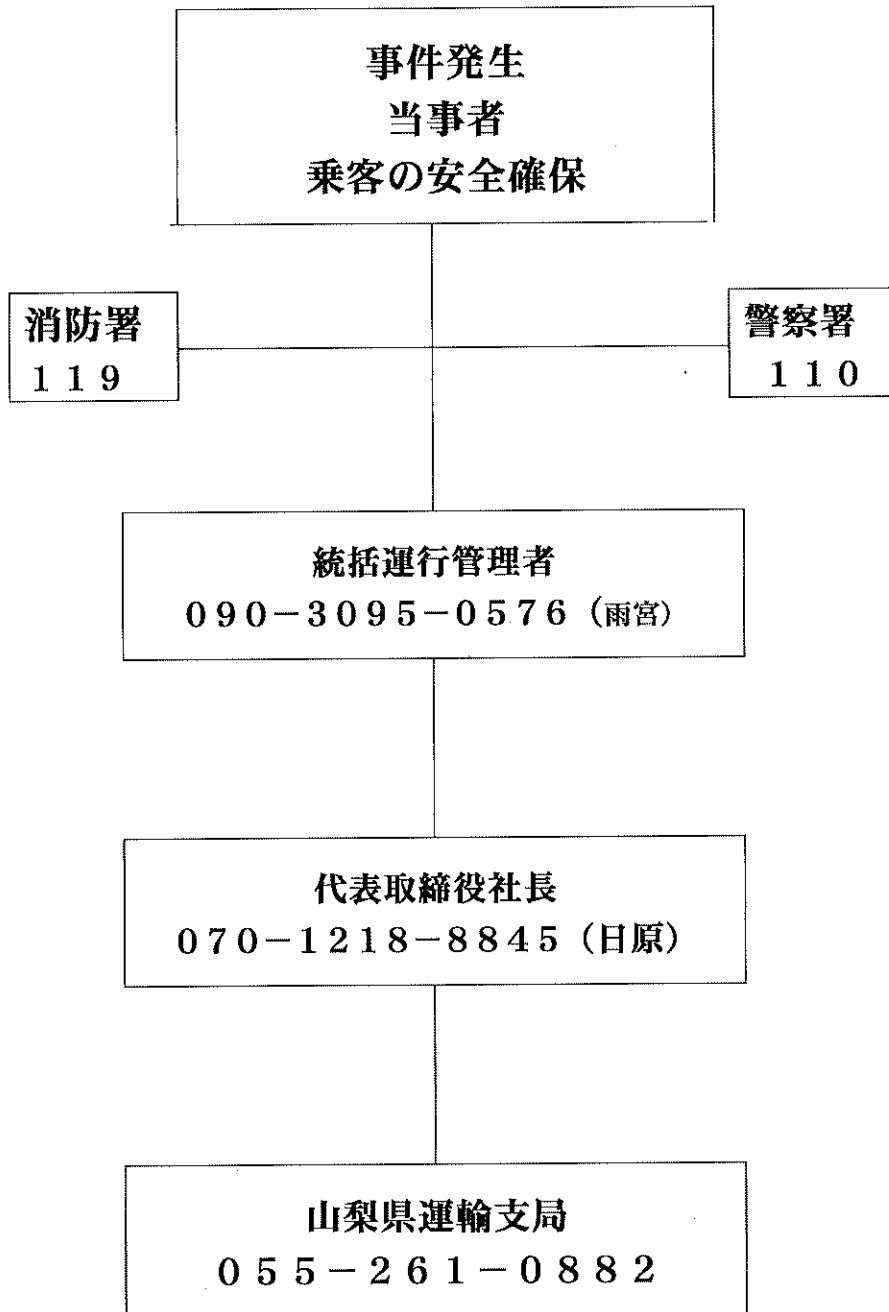 事件発生
当事者
乗客の安全確保
消防署
119
警察署
110
統括運行管理者
090-3095-0576（雨宮）
代表取締役社長
070-1218-8845（日原）
山梨県運輸支局
055-261-0882